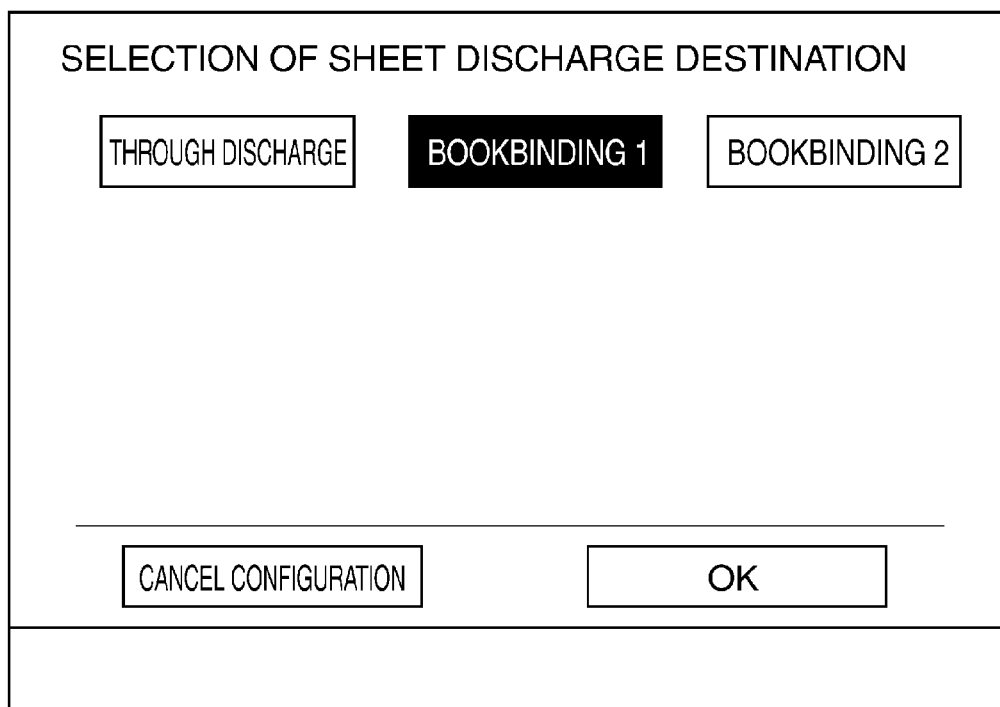 SELECTION OF SHEET DISCHARGE DESTINATION
THROUGH DISCHARGE
BOOKBINDING 1
BOOKBINDING 2
CANCEL CONFIGURATION
OK